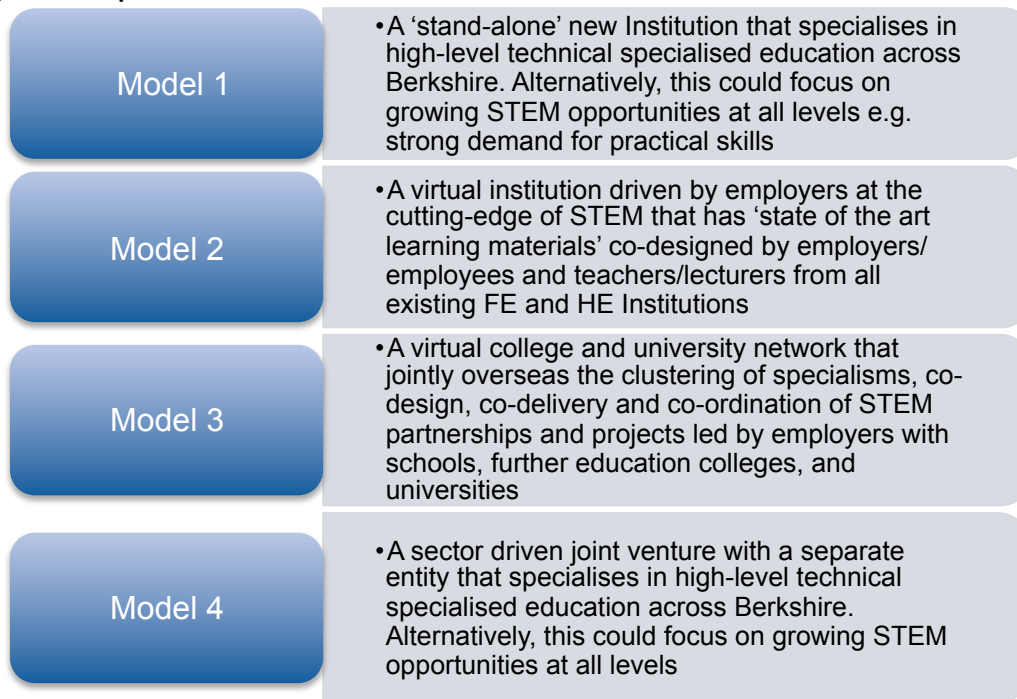 Model 1
•A ‘stand-alone’ new Institution that specialises in
high-level technical specialised education across
Berkshire. Alternatively, this could focus on
growing STEM opportunities at all levels e.g.
strong demand for practical skills
Model 2
•A virtual institution driven by employers at the
cutting-edge of STEM that has ‘state of the art
learning materials’ co-designed by employers/
employees and teachers/lecturers from all
existing FE and HE Institutions
Model 3
•A virtual college and university network that
jointly overseas the clustering of specialisms, co-
design, co-delivery and co-ordination of STEM
partnerships and projects led by employers with
schools, further education colleges, and
universities
Model 4
•A sector driven joint venture with a separate
entity that specialises in high-level technical
specialised education across Berkshire.
Alternatively, this could focus on growing STEM
opportunities at all levels